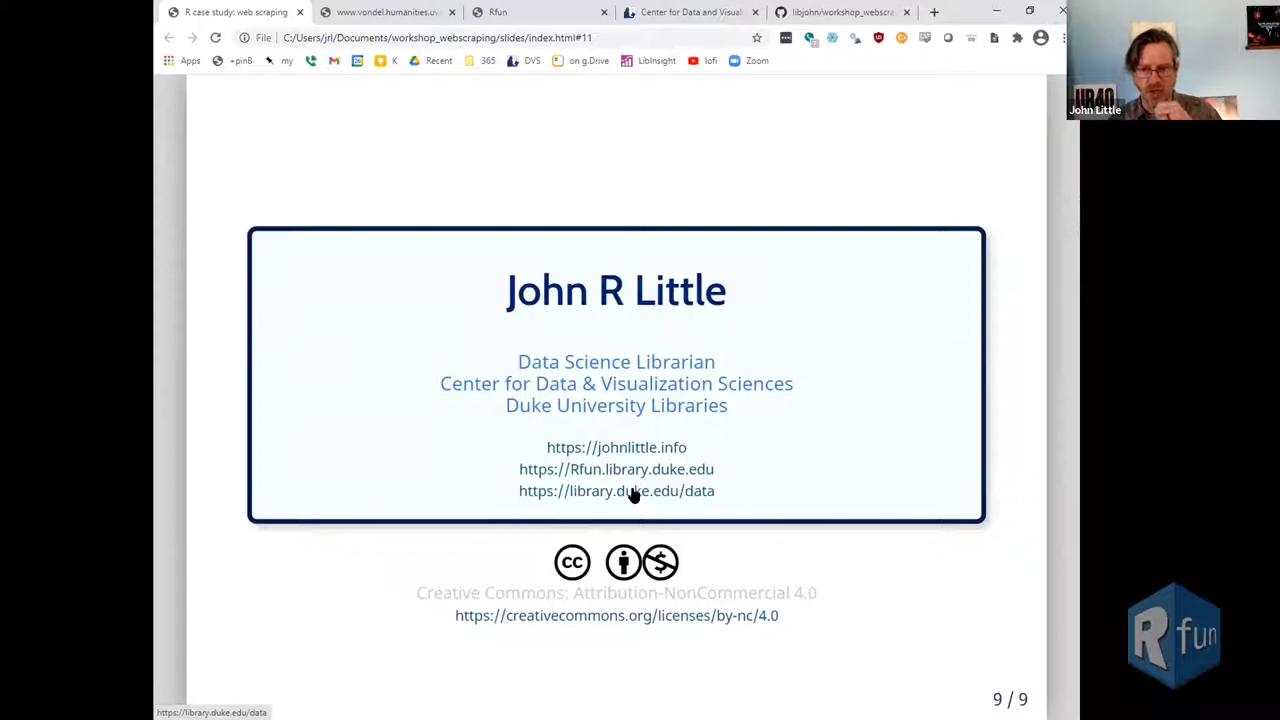 R case study: web scraping
www.vondel.humanities.uv
Rfun
Center for Data and Visuali
libjohn/workshop_webscra
File
C:/Users/jrl/Documents/workshop_webscraping/slides/index.html#11
Apps
+pinB
my
K
Recent
365
DVS
on g.Drive
LibInsight
lofi
Zoom
UB40
John Little
John R Little
Data Science Librarian
Center for Data & Visualization Sciences
Duke University Libraries
https://johnlittle.info
https://Rfun.library.duke.edu
https://library.duke.edu/data
cc
$
Creative Commons: Attribution-NonCommercial 4.0
https://creativecommons.org/licenses/by-nc/4.0
R fun
9 / 9
https://library.duke.edu/data